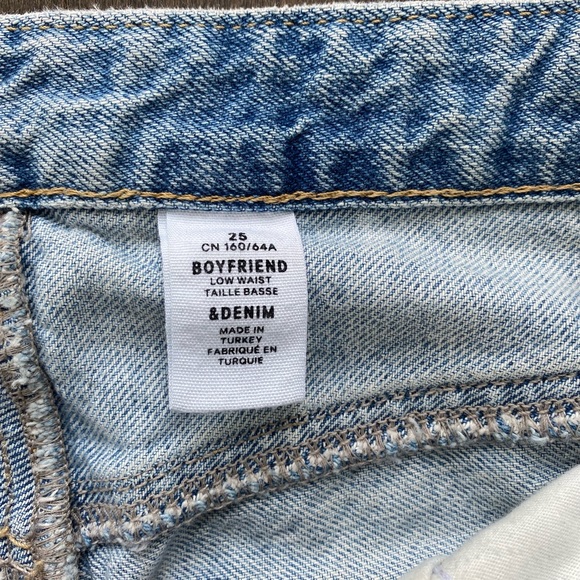 25
CN 160/64A
BOYFRIEND
LOW WAIST
TAILLE BASSE
&DENIM
MADE IN
TURKEY
FABRIQUÉ EN
TURQUIE